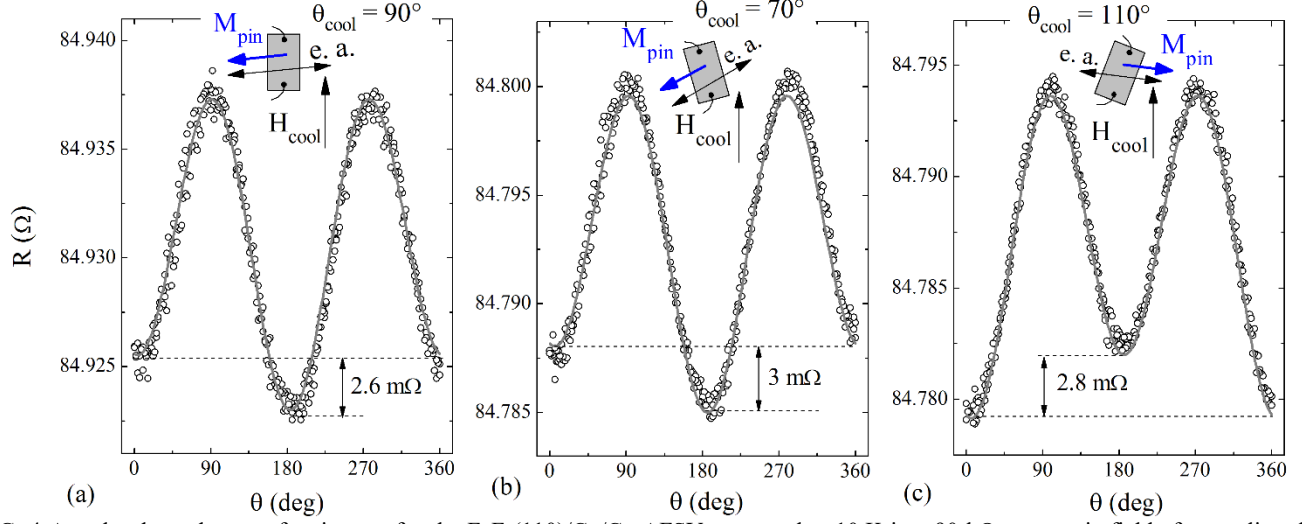 θcool = 90°
Mpin
e. a.
Hcool
R (Ω)
84.940
84.935
84.930
84.925
2.6 mΩ
0 90 180 270 360
(a) θ (deg)
θcool = 70°
Mpin
e. a.
Hcool
84.800
84.795
84.790
84.785
3 mΩ
0 90 180 270 360
(b) θ (deg)
θcool = 110°
Mpin
e. a.
Hcool
84.795
84.790
84.785
84.780
2.8 mΩ
0 90 180 270 360
(c) θ (deg)